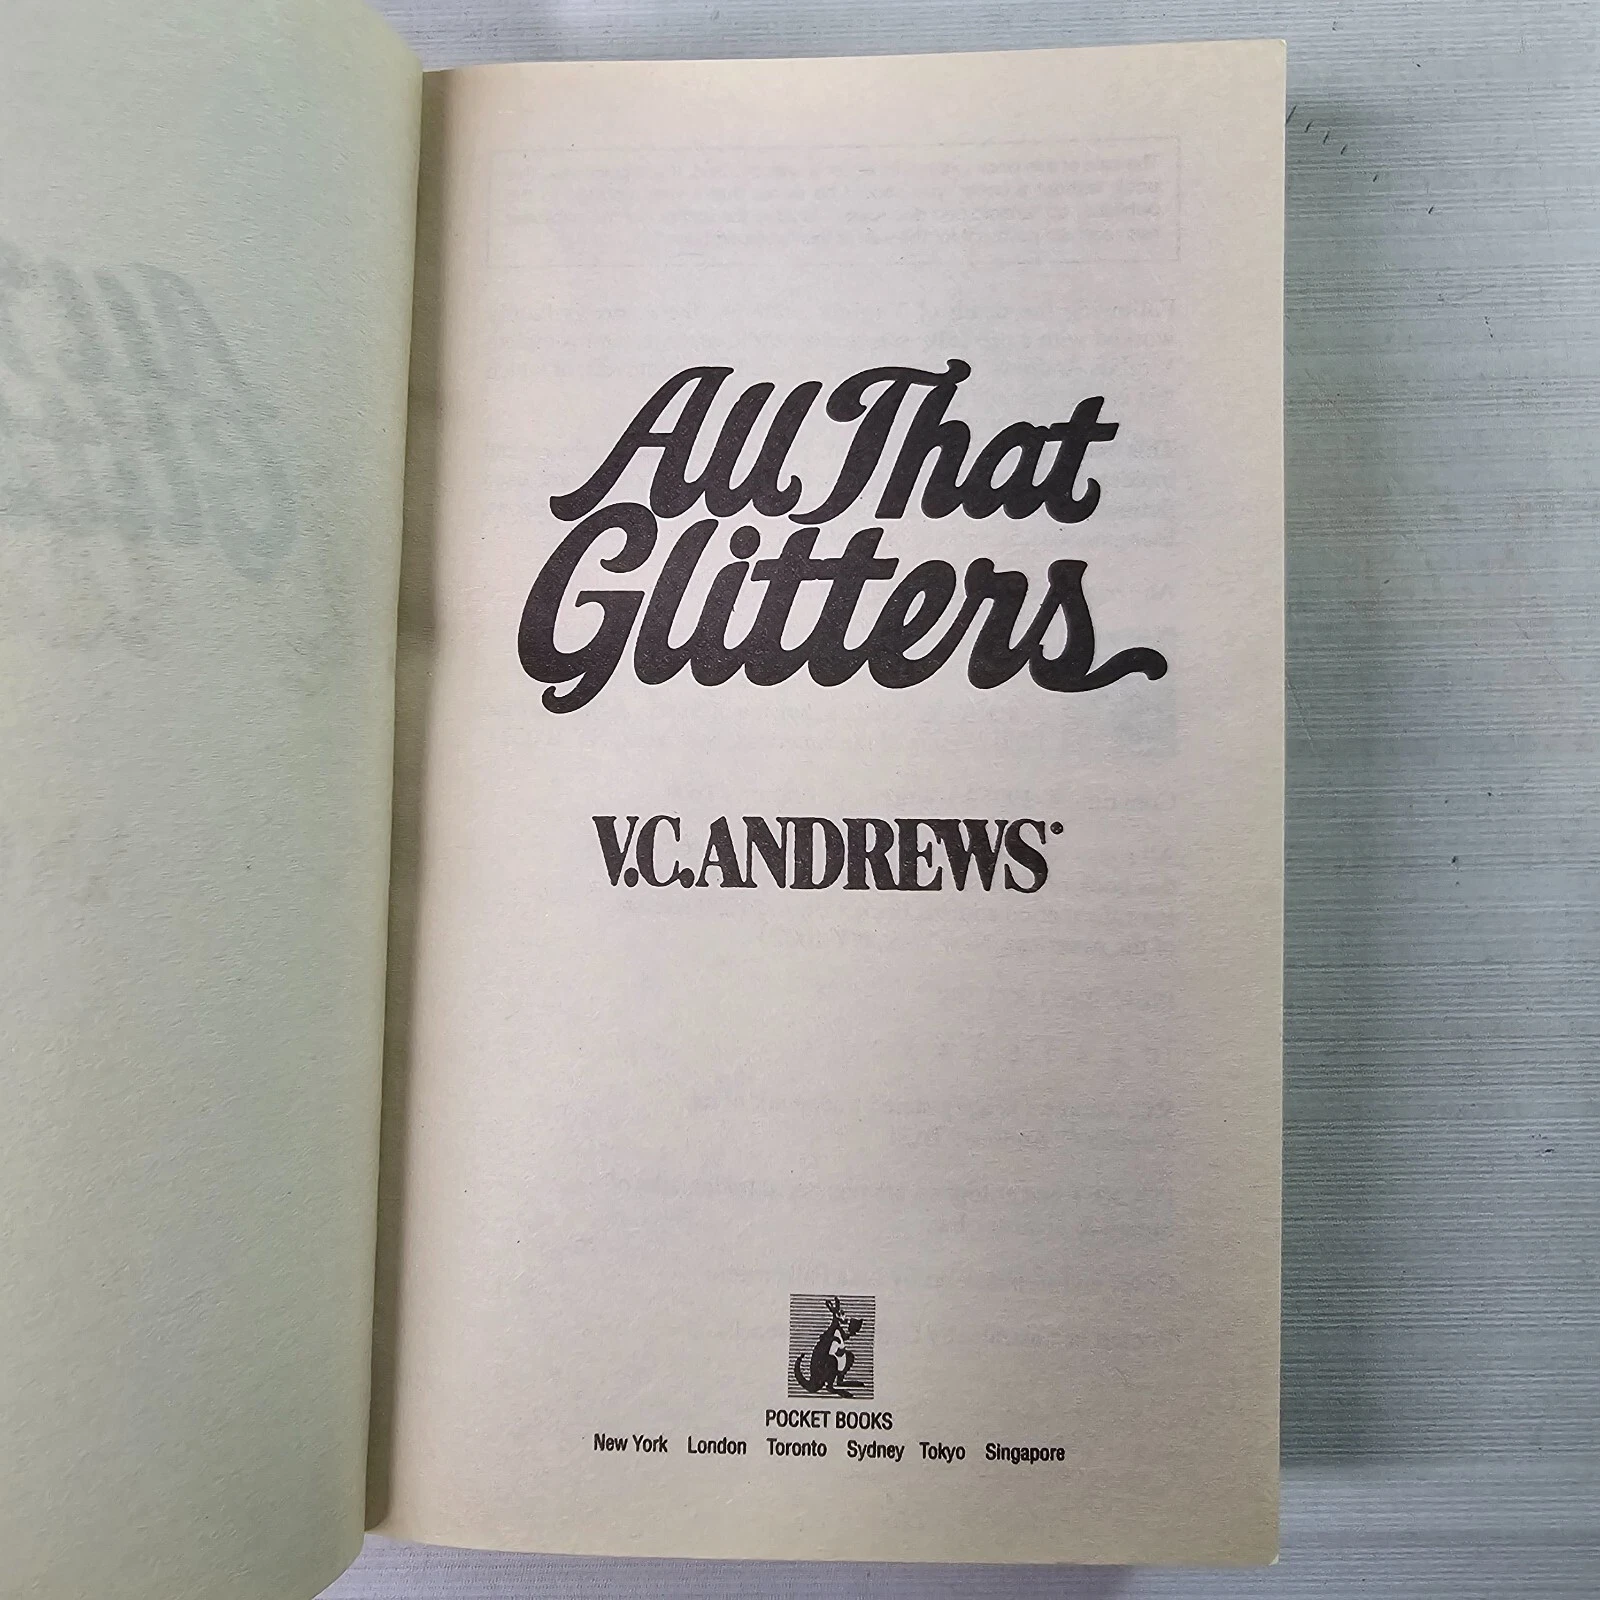 All That
Glitters
V.C.ANDREWS®
POCKET BOOKS
New York London Toronto Sydney Tokyo Singapore